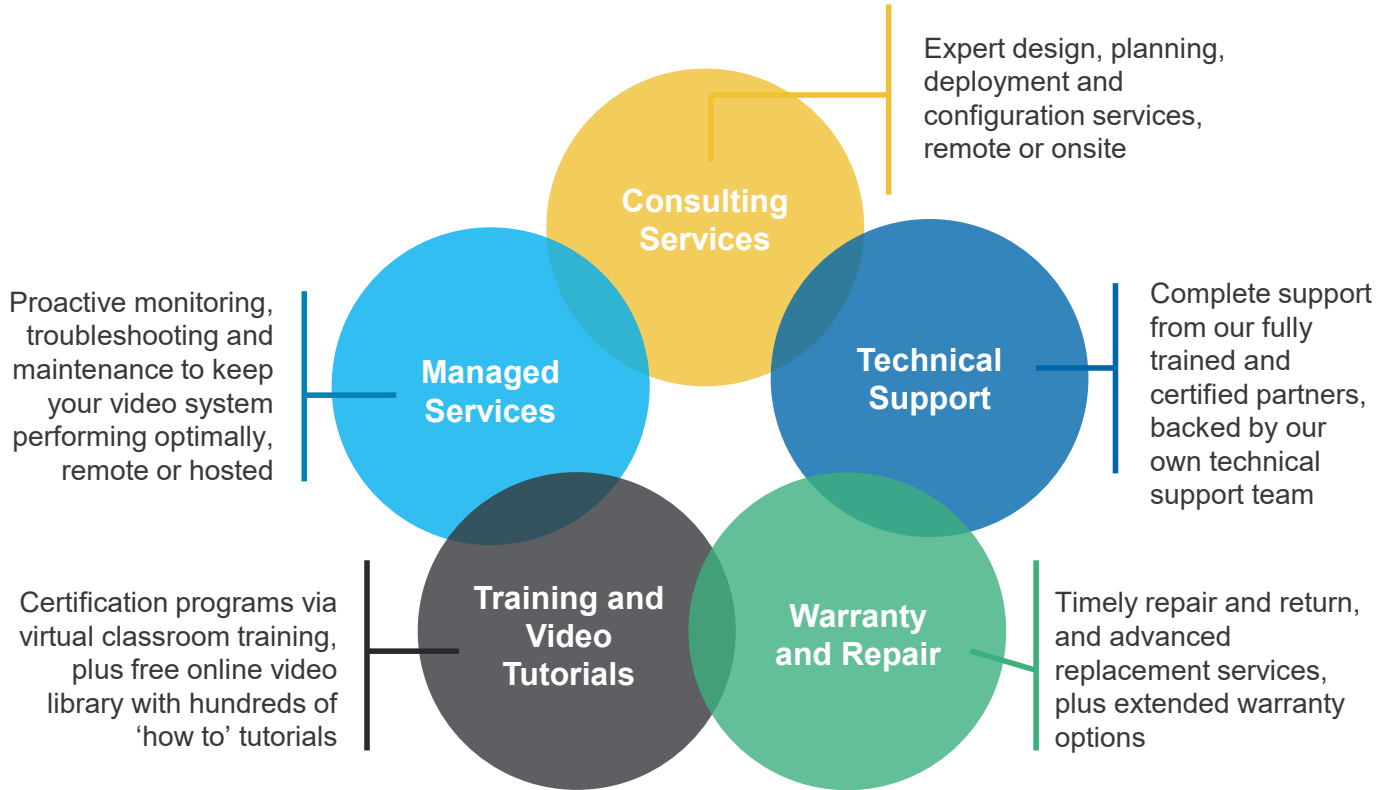 Expert design, planning,
deployment and
configuration services,
remote or onsite
Consulting
Services
Proactive monitoring,
troubleshooting and
maintenance to keep
your video system
performing optimally,
remote or hosted
Managed
Services
Technical
Support
Complete support
from our fully
trained and
certified partners,
backed by our
own technical
support team
Certification programs via
virtual classroom training,
plus free online video
library with hundreds of
‘how to’ tutorials
Training and
Video
Tutorials
Warranty
and Repair
Timely repair and return,
and advanced
replacement services,
plus extended warranty
options